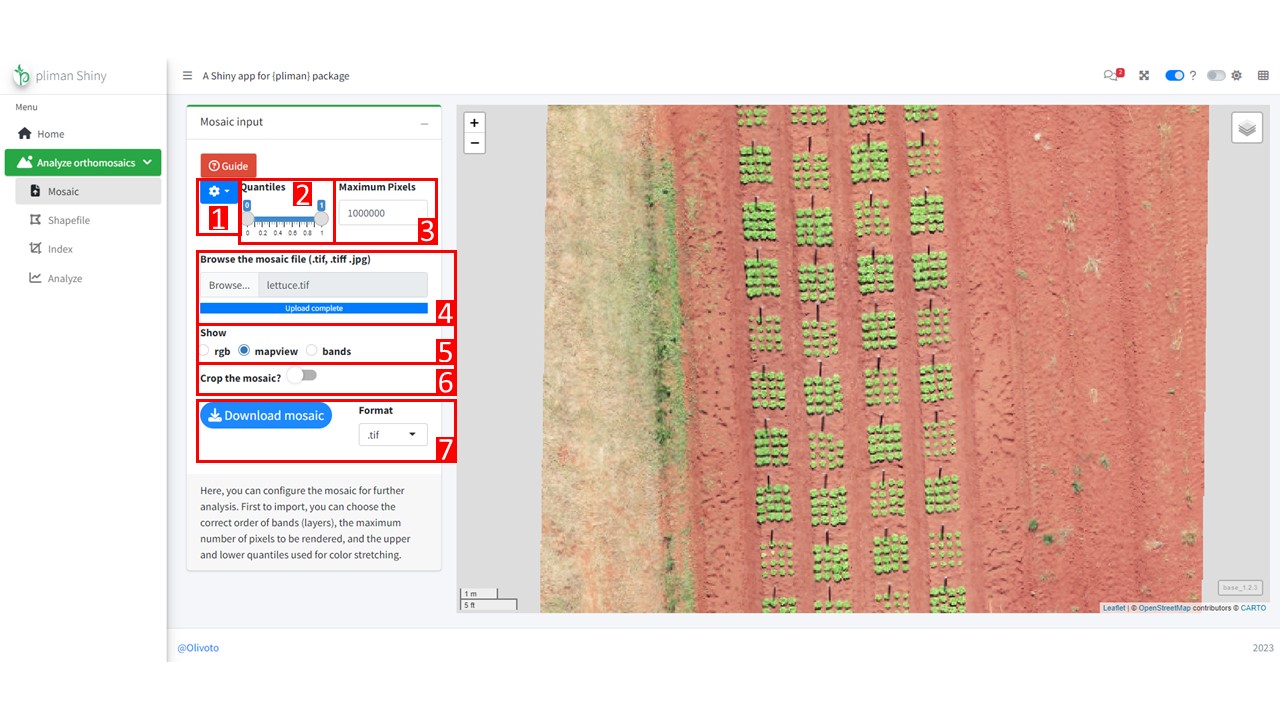 pliman Shiny
A Shiny app for {pliman} package
2
?
Menu
Home
Analyze orthomosaics
Mosaic
Shapefile
Index
Analyze
Mosaic input
Guide
1
Quantiles
2
0 1
0 0.2 0.4 0.6 0.8 1
Maximum Pixels
1000000
3
Browse the mosaic file (.tif, .tiff .jpg)
Browse... lettuce.tif
Upload complete
4
Show
rgb mapview bands
5
Crop the mosaic?
6
Download mosaic
Format
.tif
7
Here, you can configure the mosaic for further
analysis. First to import, you can choose the
correct order of bands (layers), the maximum
number of pixels to be rendered, and the upper
and lower quantiles used for color stretching.
+
−
1 m
5 ft
base_1.2.3
Leaflet | © OpenStreetMap contributors © CARTO
@Olivoto
2023